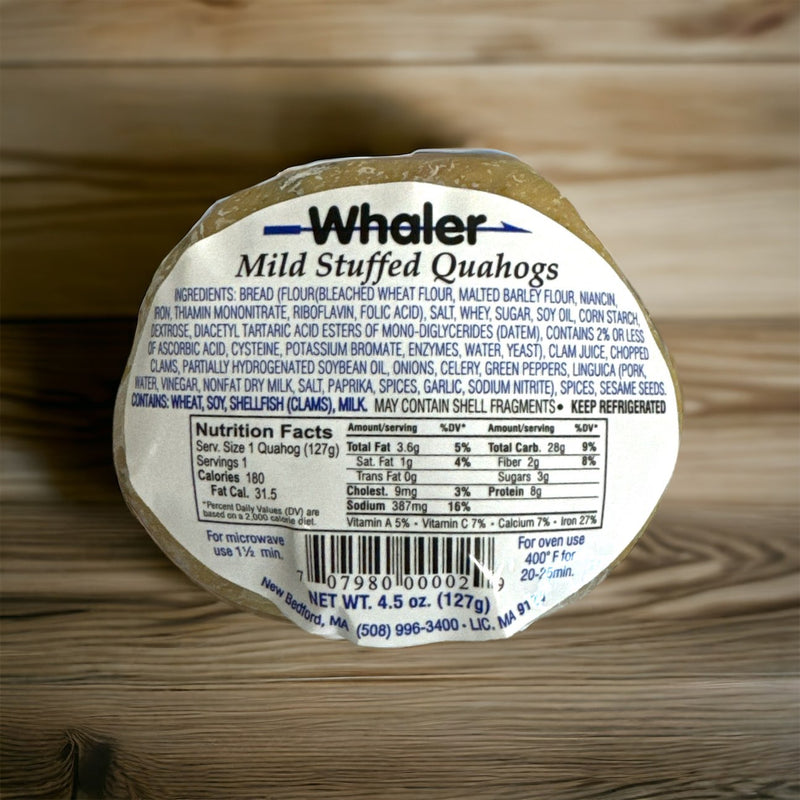 Whaler
Mild Stuffed Quahogs
INGREDIENTS: BREAD (FLOUR(BLEACHED WHEAT FLOUR, MALTED BARLEY FLOUR, NIANCIN,
IRON, THIAMIN MONONITRATE, RIBOFLAVIN, FOLIC ACID), SALT, WHEY, SUGAR, SOY OIL, CORN STARCH,
DEXTROSE, DIACETYL TARTARIC ACID ESTERS OF MONO-DIGLYCERIDES (DATEM), CONTAINS 2% OR LESS
OF ASCORBIC ACID, CYSTEINE, POTASSIUM BROMATE, ENZYMES, WATER, YEAST), CLAM JUICE, CHOPPED
CLAMS, PARTIALLY HYDROGENATED SOYBEAN OIL, ONIONS, CELERY, GREEN PEPPERS, LINGUICA (PORK,
WATER, VINEGAR, NONFAT DRY MILK, SALT, PAPRIKA, SPICES, GARLIC, SODIUM NITRITE), SPICES, SESAME SEEDS.
CONTAINS: WHEAT, SOY, SHELLFISH (CLAMS), MILK. MAY CONTAIN SHELL FRAGMENTS • KEEP REFRIGERATED
Nutrition Facts
Serv. Size 1 Quahog (127g)
Servings 1
Calories 180
Fat Cal. 31.5
*Percent Daily Values (DV) are
based on a 2,000 calorie diet.
Amount/serving %DV* Amount/serving %DV*
Total Fat 3.6g 5% Total Carb. 28g 9%
Sat. Fat 1g 4% Fiber 2g 8%
Trans Fat 0g Sugars 3g
Cholest. 9mg 3% Protein 8g
Sodium 387mg 16%
Vitamin A 5% • Vitamin C 7% • Calcium 7% • Iron 27%
For microwave
use 1½ min.
For oven use
400° F for
20-25min.
7 07980 00002 9
NET WT. 4.5 oz. (127g)
New Bedford, MA (508) 996-3400 • LIC. MA